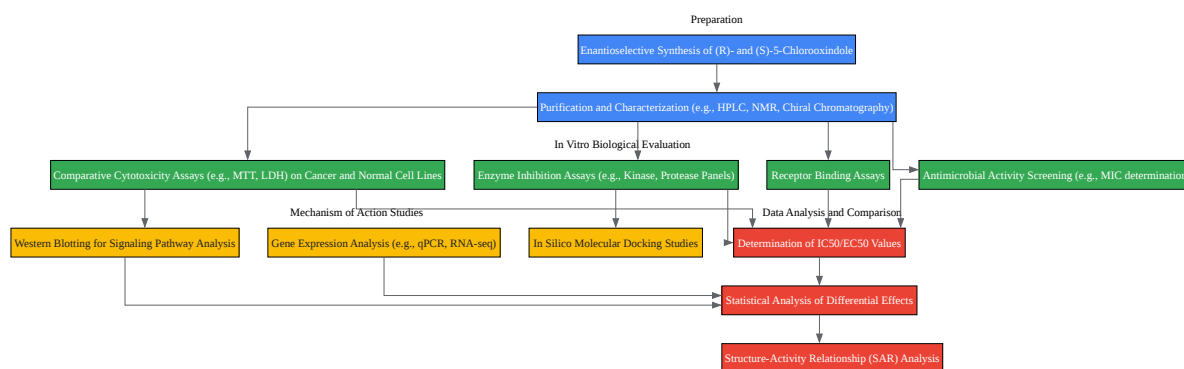 Preparation
Enantioselective Synthesis of (R)- and (S)-5-Chlorooxindole
Purification and Characterization (e.g., HPLC, NMR, Chiral Chromatography)
In Vitro Biological Evaluation
Comparative Cytotoxicity Assays (e.g., MTT, LDH) on Cancer and Normal Cell Lines
Enzyme Inhibition Assays (e.g., Kinase, Protease Panels)
Receptor Binding Assays
Antimicrobial Activity Screening (e.g., MIC determination
Mechanism of Action Studies
Data Analysis and Comparison
Western Blotting for Signaling Pathway Analysis
Gene Expression Analysis (e.g., qPCR, RNA-seq)
In Silico Molecular Docking Studies
Determination of IC50/EC50 Values
Statistical Analysis of Differential Effects
Structure-Activity Relationship (SAR) Analysis